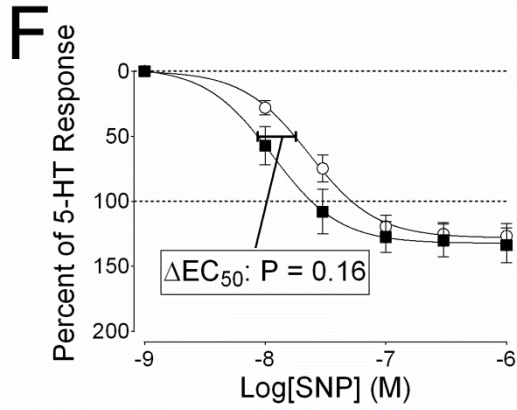 F
Percent of 5-HT Response
0
50
100
150
200
ΔEC50: P = 0.16
-9
-8
-7
-6
Log[SNP] (M)